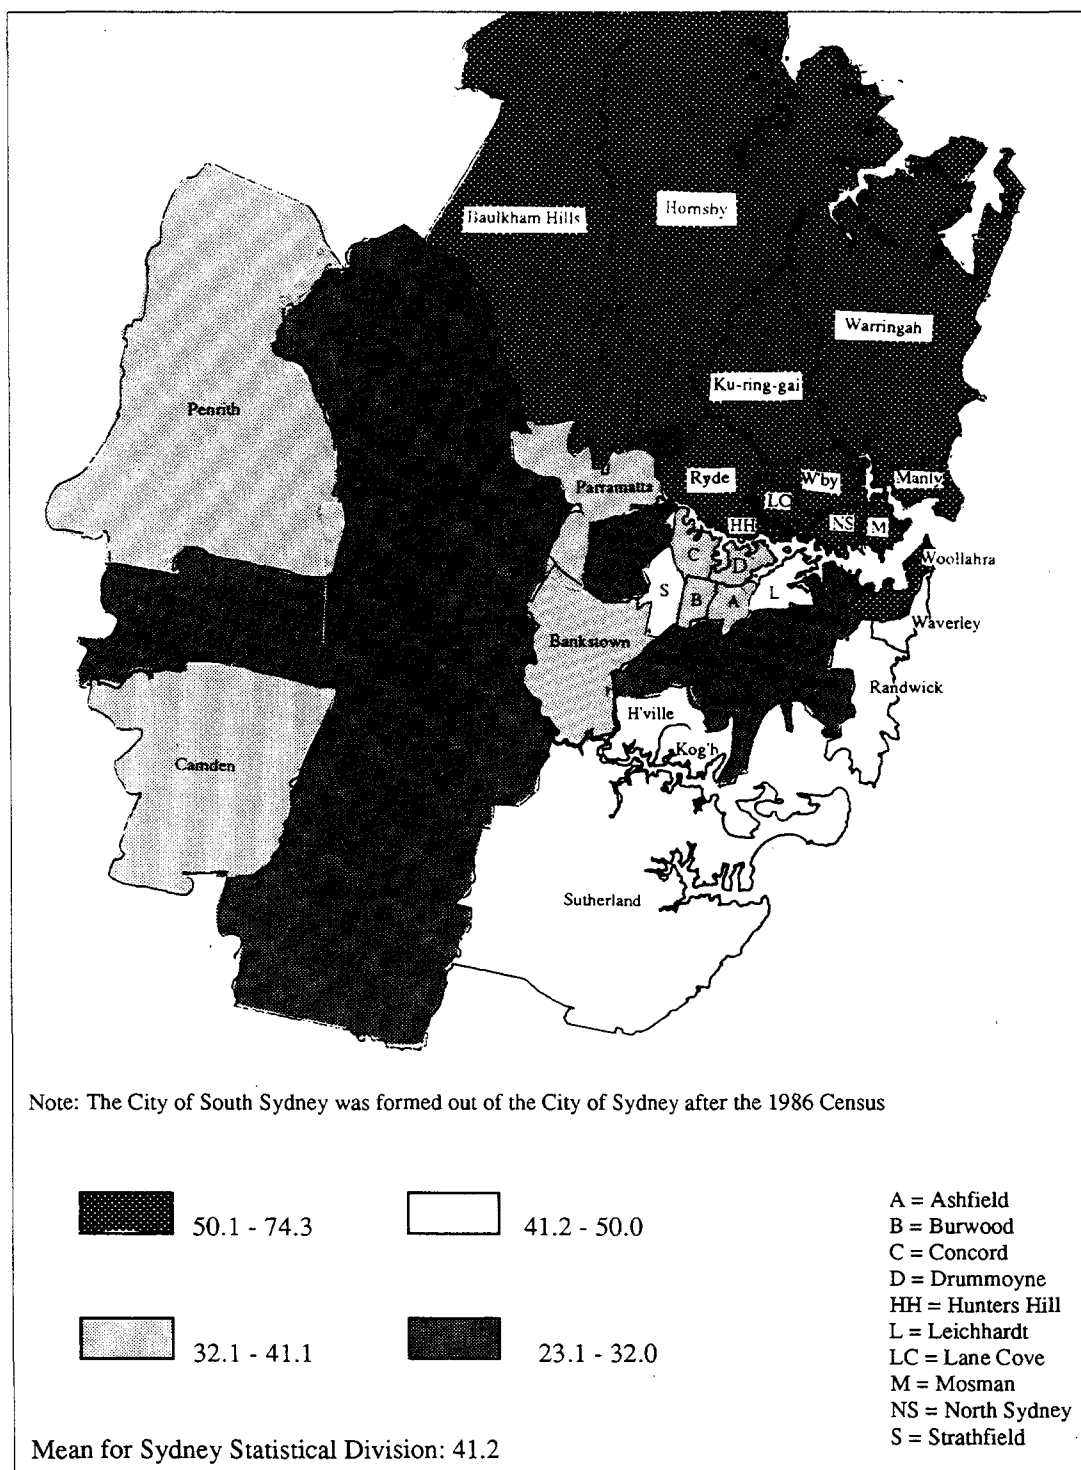 Baulkham Hills
Hornsby
Warringah
Ku-ring-gai
Penrith
Parramatta
Ryde
W'by
Manly
LC
HH
NS
M
Woollahra
C
D
S
B
A
L
Waverley
Bankstown
Randwick
H'ville
Kog'h
Camden
Sutherland
Note: The City of South Sydney was formed out of the City of Sydney after the 1986 Census
50.1 - 74.3
41.2 - 50.0
32.1 - 41.1
23.1 - 32.0
A = Ashfield
B = Burwood
C = Concord
D = Drummoyne
HH = Hunters Hill
L = Leichhardt
LC = Lane Cove
M = Mosman
NS = North Sydney
S = Strathfield
Mean for Sydney Statistical Division: 41.2